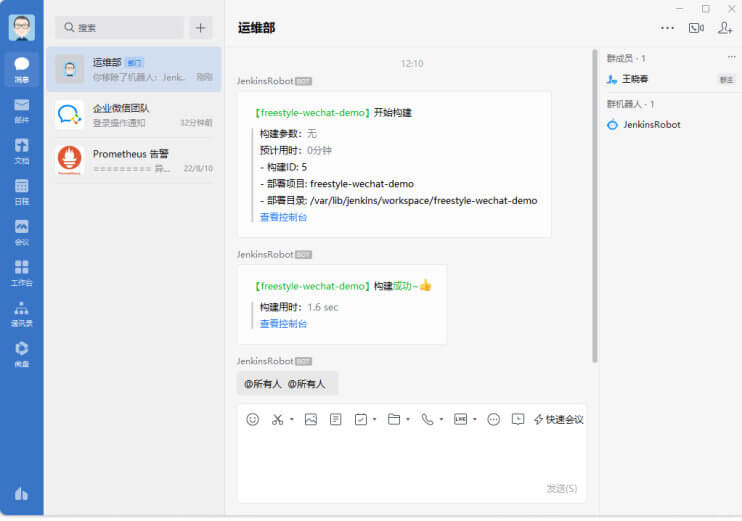 搜索
消息
邮件
文档
日程
会议
工作台
通讯录
微盘
运维部 部门
你移除了机器人：Jenk... 刚刚
企业微信团队
登录操作通知 32分钟前
Prometheus 告警
========= 异... 22/8/10
运维部
12:10
JenkinsRobot BOT
【freestyle-wechat-demo】开始构建
构建参数：无
预计用时：0分钟
- 构建ID: 5
- 部署项目: freestyle-wechat-demo
- 部署目录: /var/lib/jenkins/workspace/freestyle-wechat-demo
查看控制台
JenkinsRobot BOT
【freestyle-wechat-demo】构建成功~👍
构建用时：1.6 sec
查看控制台
JenkinsRobot BOT
@所有人 @所有人
LIVE
快速会议
发送(S)
群成员 · 1
王晓春 群主
群机器人 · 1
JenkinsRobot